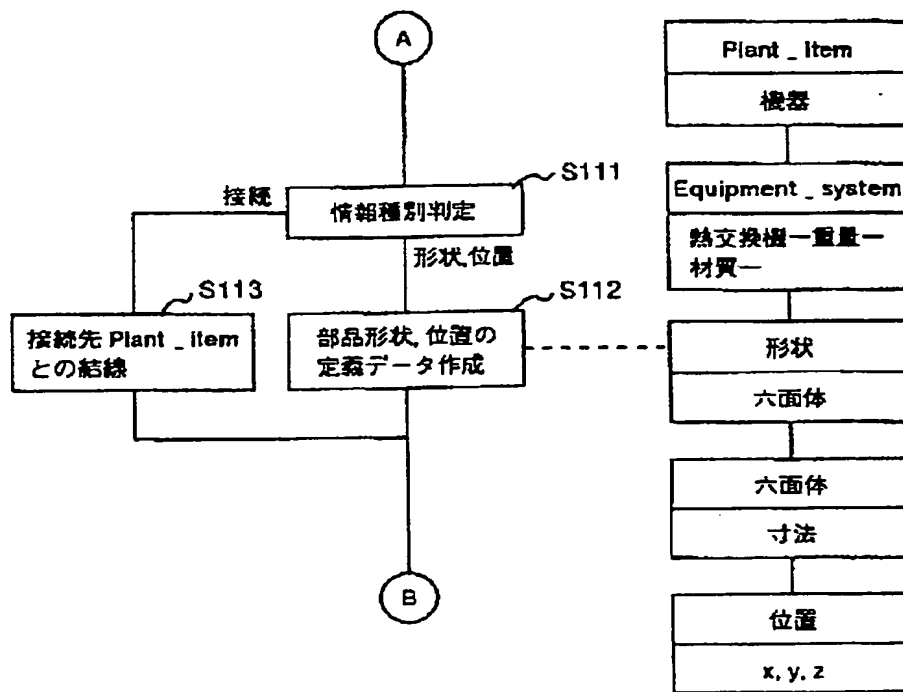 A
S111
接続
情報種別判定
形状,位置
S113
S112
接続先 Plant _ item
との結線
部品形状, 位置の
定義データ作成
B
Plant _ item
機器
Equipment _ system
熱交換機ー重量ー
材質ー
形状
六面体
六面体
寸法
位置
x, y, z